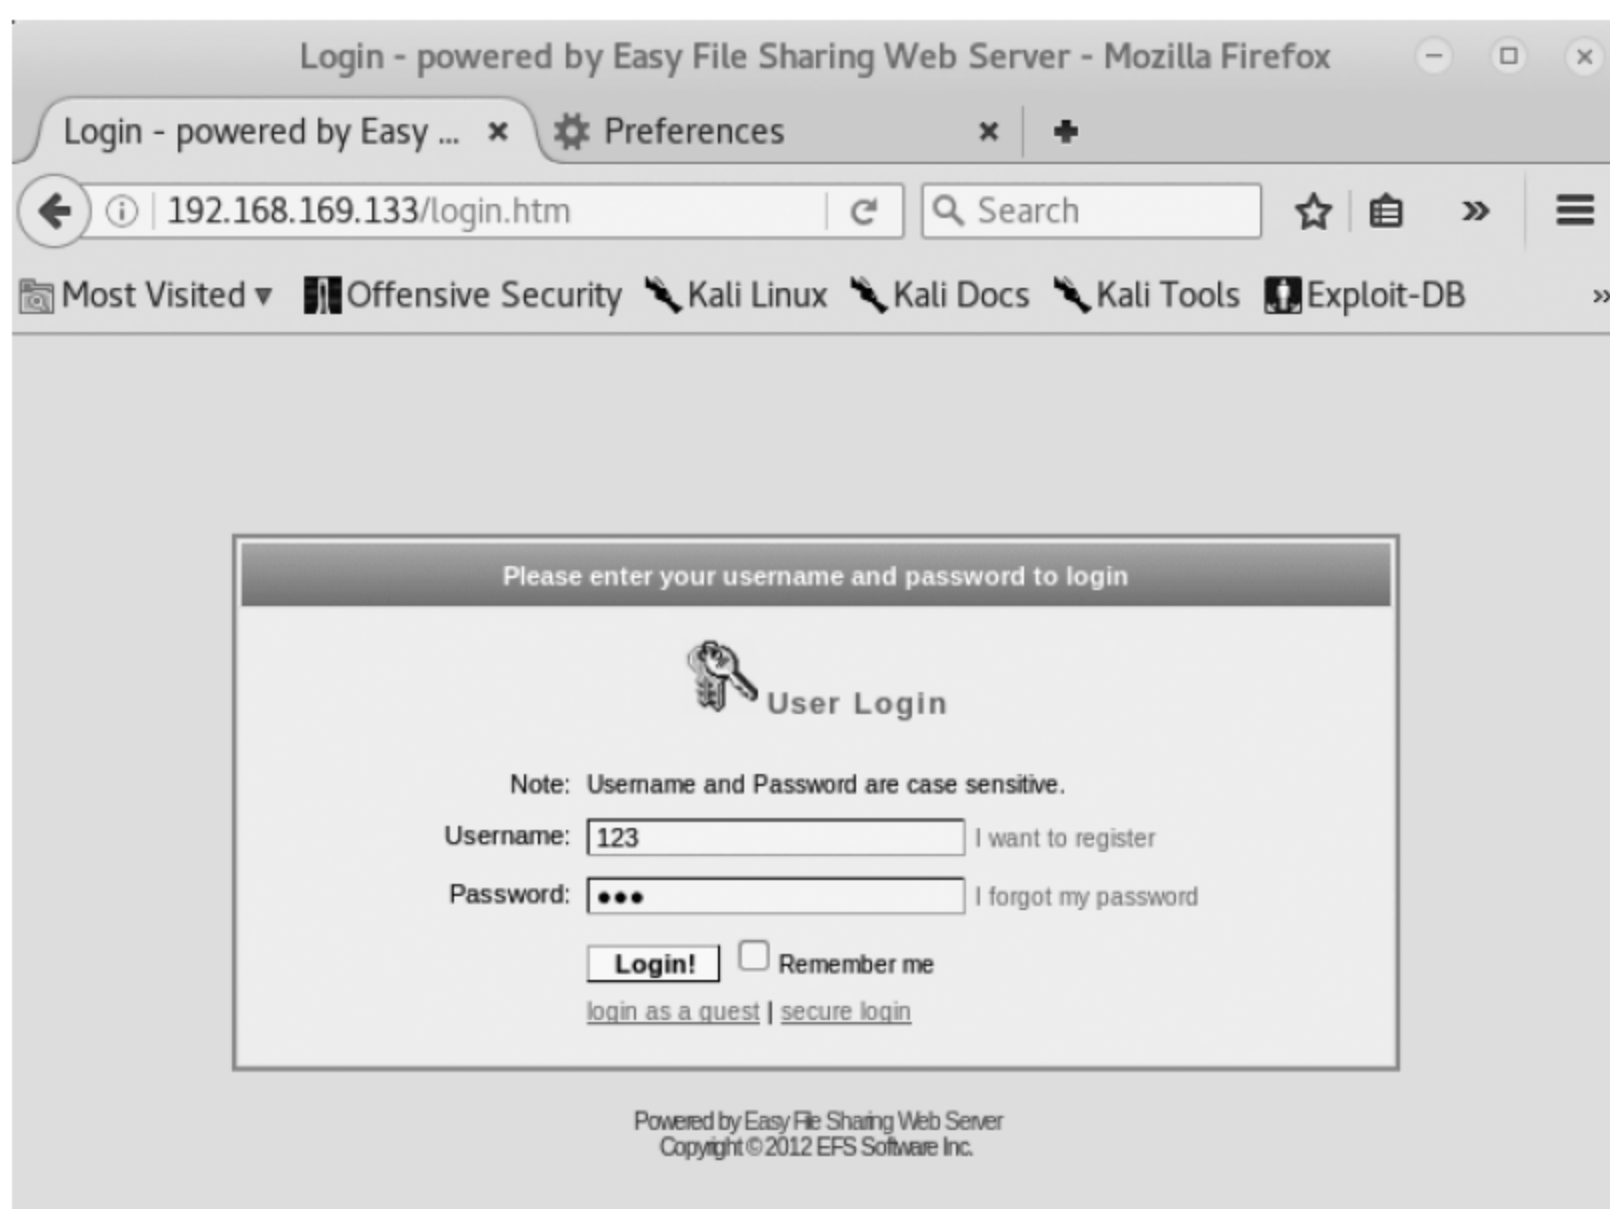 Login - powered by Easy File Sharing Web Server - Mozilla Firefox
Login - powered by Easy ... Preferences
192.168.169.133/login.htm Search
Most Visited Offensive Security Kali Linux Kali Docs Kali Tools Exploit-DB
Please enter your username and password to login
User Login
Note: Username and Password are case sensitive.
Username: 123 I want to register
Password: ●●● I forgot my password
Login! Remember me
login as a guest | secure login
Powered by Easy File Sharing Web Server
Copyright © 2012 EFS Software Inc.